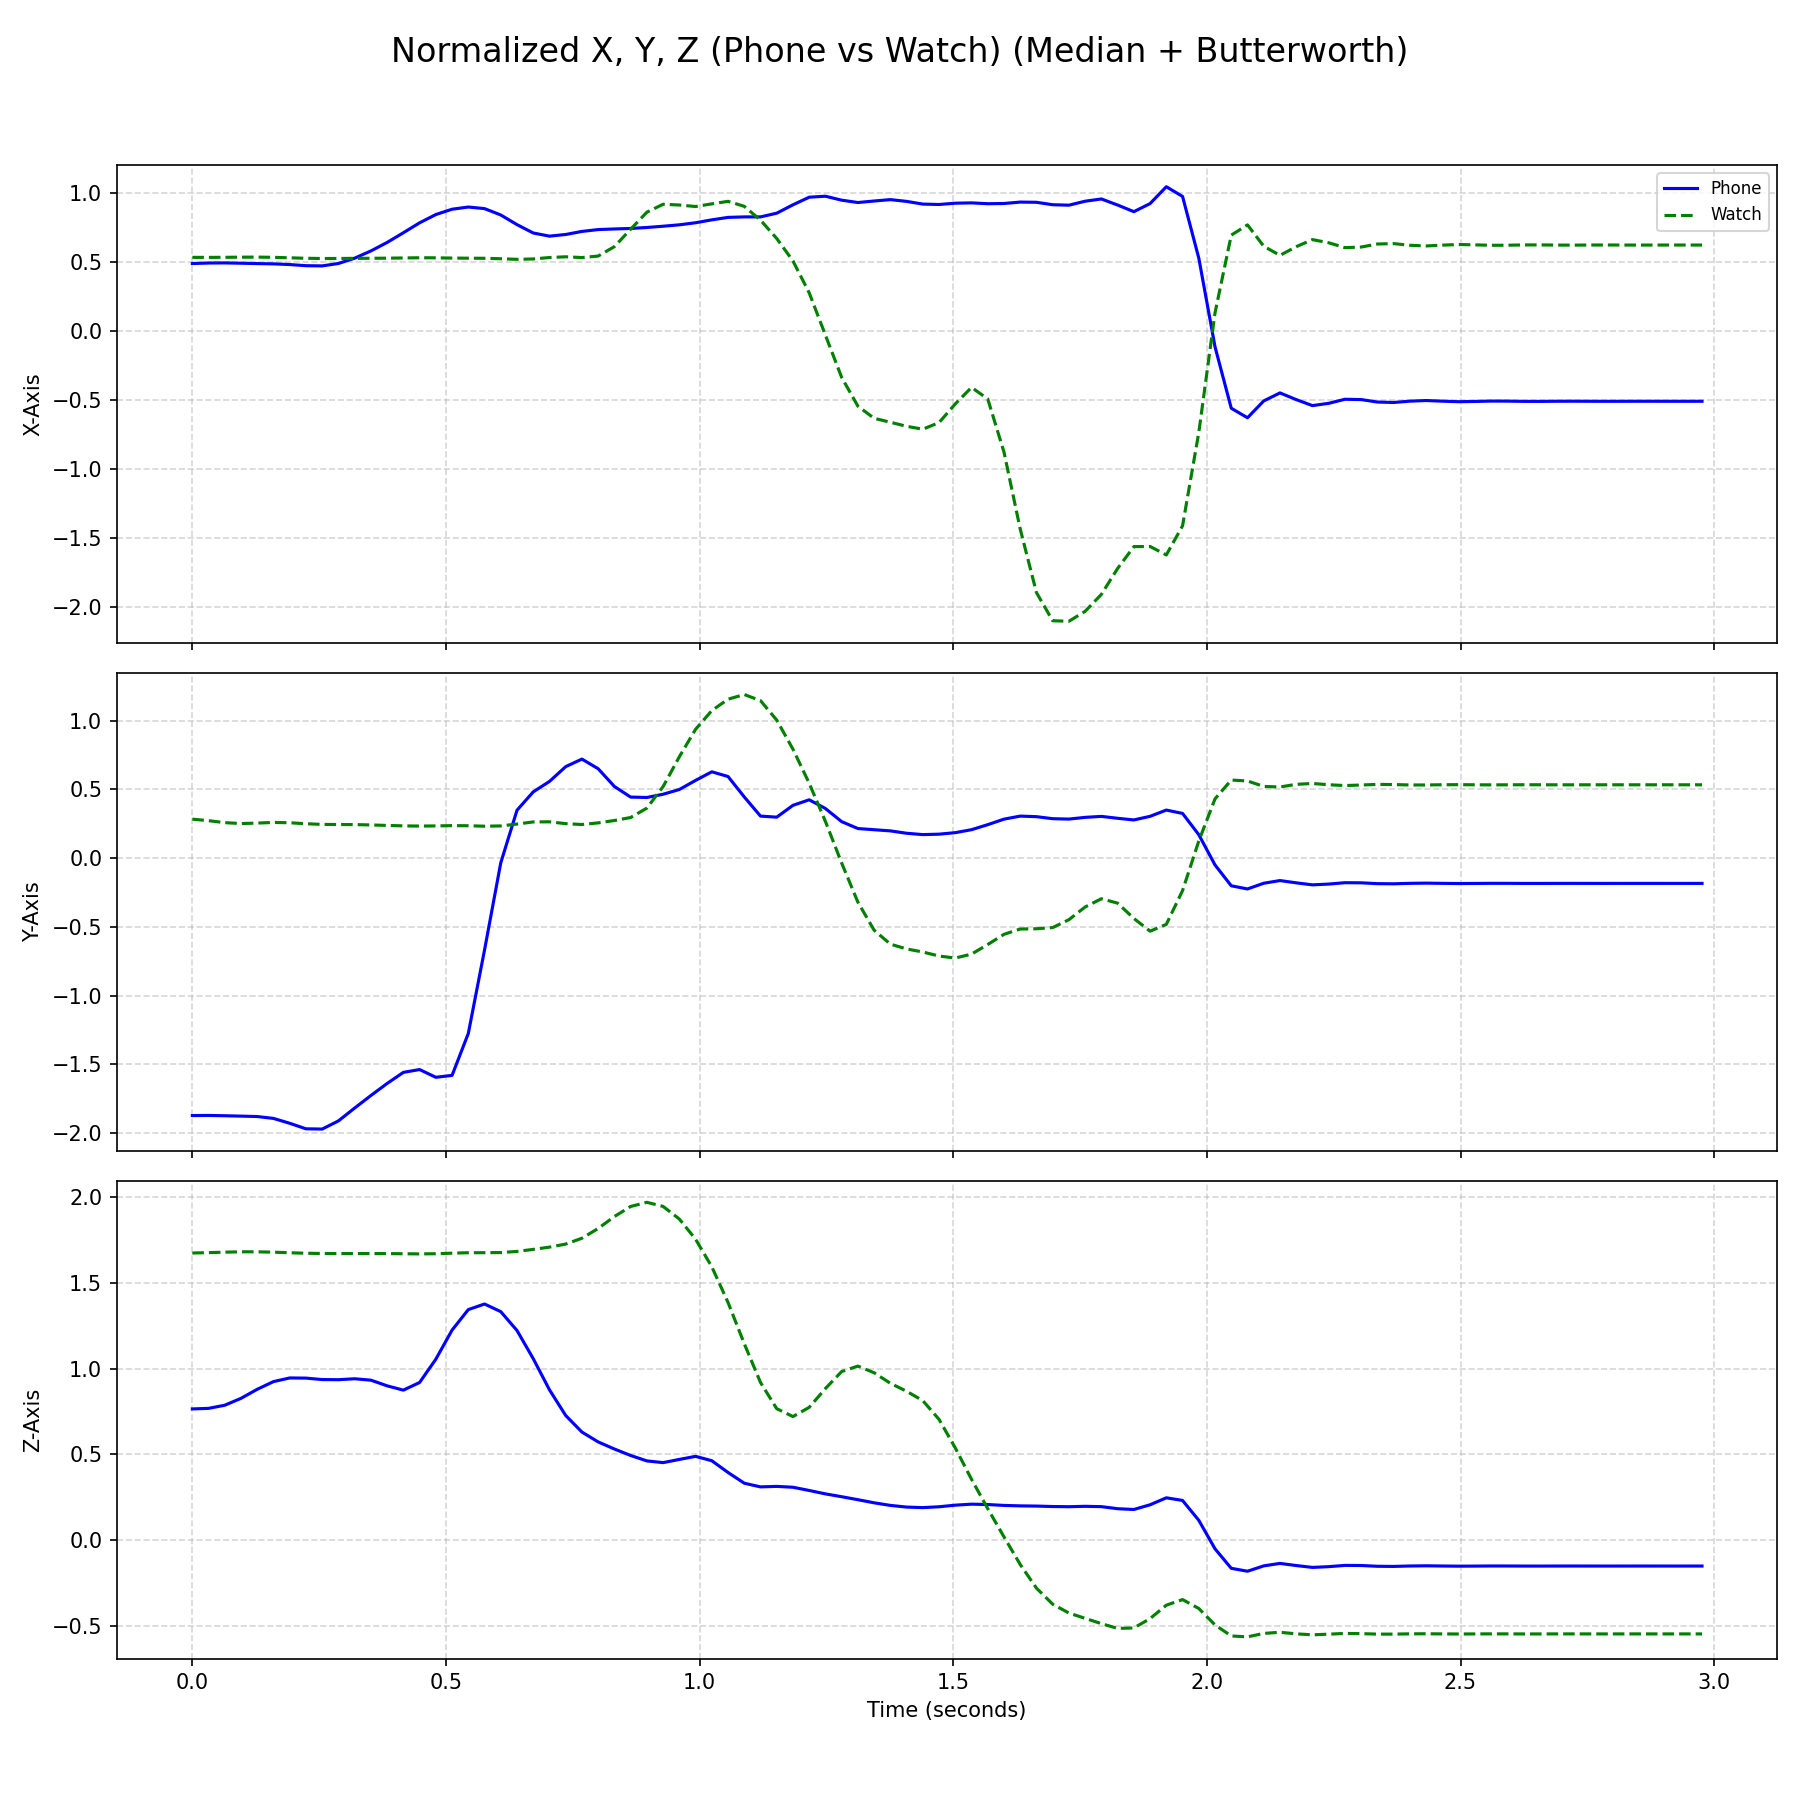 Normalized X, Y, Z (Phone vs Watch) (Median + Butterworth)
Phone
Watch
X-Axis
1.0
0.5
0.0
−0.5
−1.0
−1.5
−2.0
Y-Axis
1.0
0.5
0.0
−0.5
−1.0
−1.5
−2.0
Z-Axis
2.0
1.5
1.0
0.5
0.0
−0.5
0.0 0.5 1.0 1.5 2.0 2.5 3.0
Time (seconds)